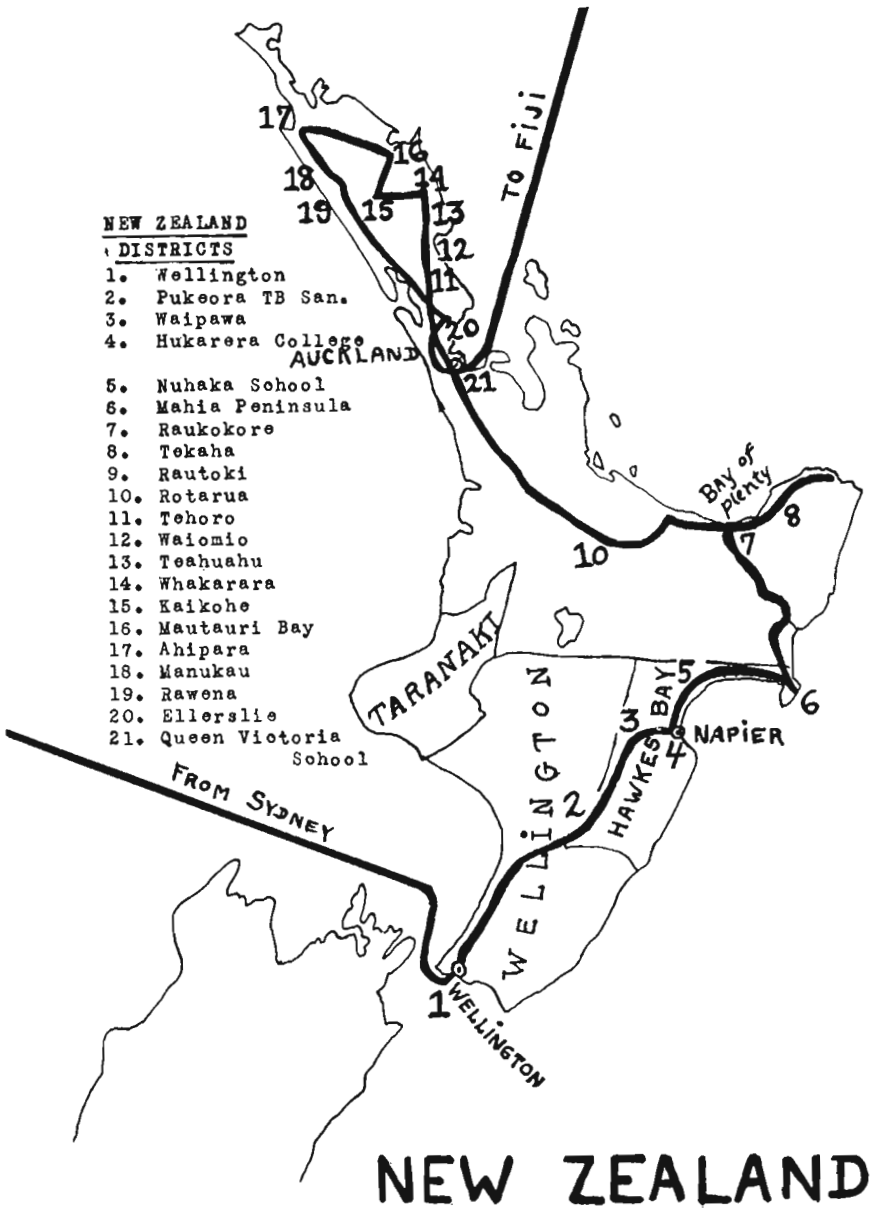 17
16
TO FIJI
18
14
15
19
13
NEW ZEALAND
DISTRICTS
12
1. Wellington
11
2. Pukeora TB San.
3. Waipawa
20
4. Hukarera College
AUCKLAND
21
5. Nuhaka School
6. Mahia Peninsula
7. Raukokore
8. Tekaha
9. Rautoki
10. Rotarua
11. Tehoro
12. Waiomio
13. Teahuahu
14. Whakarara
15. Kaikohe
16. Mautauri Bay
17. Ahipara
18. Manukau
19. Rawena
20. Ellerslie
21. Queen Victoria
School
BAY OF
plenty
8
7
10
TARANAKI
WELLINGTON
HAWKES BAY
5
6
3
4
NAPIER
2
FROM SYDNEY
1
WELLINGTON
NEW ZEALAND